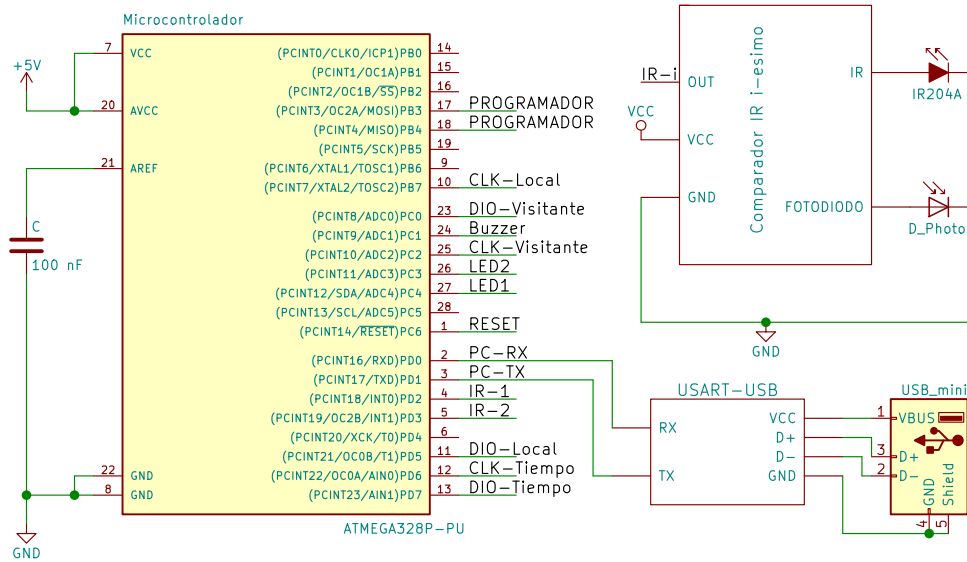 Microcontrolador
+5V
7 VCC
20 AVCC
21 AREF
C
100 nF
22 GND
8 GND
GND
(PCINT0/CLKO/ICP1)PB0 14
(PCINT1/OC1A)PB1 15
(PCINT2/OC1B/SS)PB2 16
(PCINT3/OC2A/MOSI)PB3 17 PROGRAMADOR
(PCINT4/MISO)PB4 18 PROGRAMADOR
(PCINT5/SCK)PB5 19
(PCINT6/XTAL1/TOSC1)PB6 9
(PCINT7/XTAL2/TOSC2)PB7 10 CLK-Local
(PCINT8/ADC0)PC0 23 DIO-Visitante
(PCINT9/ADC1)PC1 24 Buzzer
(PCINT10/ADC2)PC2 25 CLK-Visitante
(PCINT11/ADC3)PC3 26 LED2
(PCINT12/SDA/ADC4)PC4 27 LED1
(PCINT13/SCL/ADC5)PC5 28
(PCINT14/RESET)PC6 1 RESET
(PCINT16/RXD)PD0 2 PC-RX
(PCINT17/TXD)PD1 3 PC-TX
(PCINT18/INT0)PD2 4 IR-1
(PCINT19/OC2B/INT1)PD3 5 IR-2
(PCINT20/XCK/T0)PD4 6
(PCINT21/OC0B/T1)PD5 11 DIO-Local
(PCINT22/OC0A/AIN0)PD6 12 CLK-Tiempo
(PCINT23/AIN1)PD7 13 DIO-Tiempo
ATMEGA328P-PU
IR-i OUT
VCC
VCC
GND
Comparador IR i-esimo
IR
IR204A
FOTODIODO
D_Photo
GND
USART-USB
RX
TX
VCC
D+
D-
GND
USB_mini
1 VBUS
3 D+
2 D-
GND
Shield
4
5